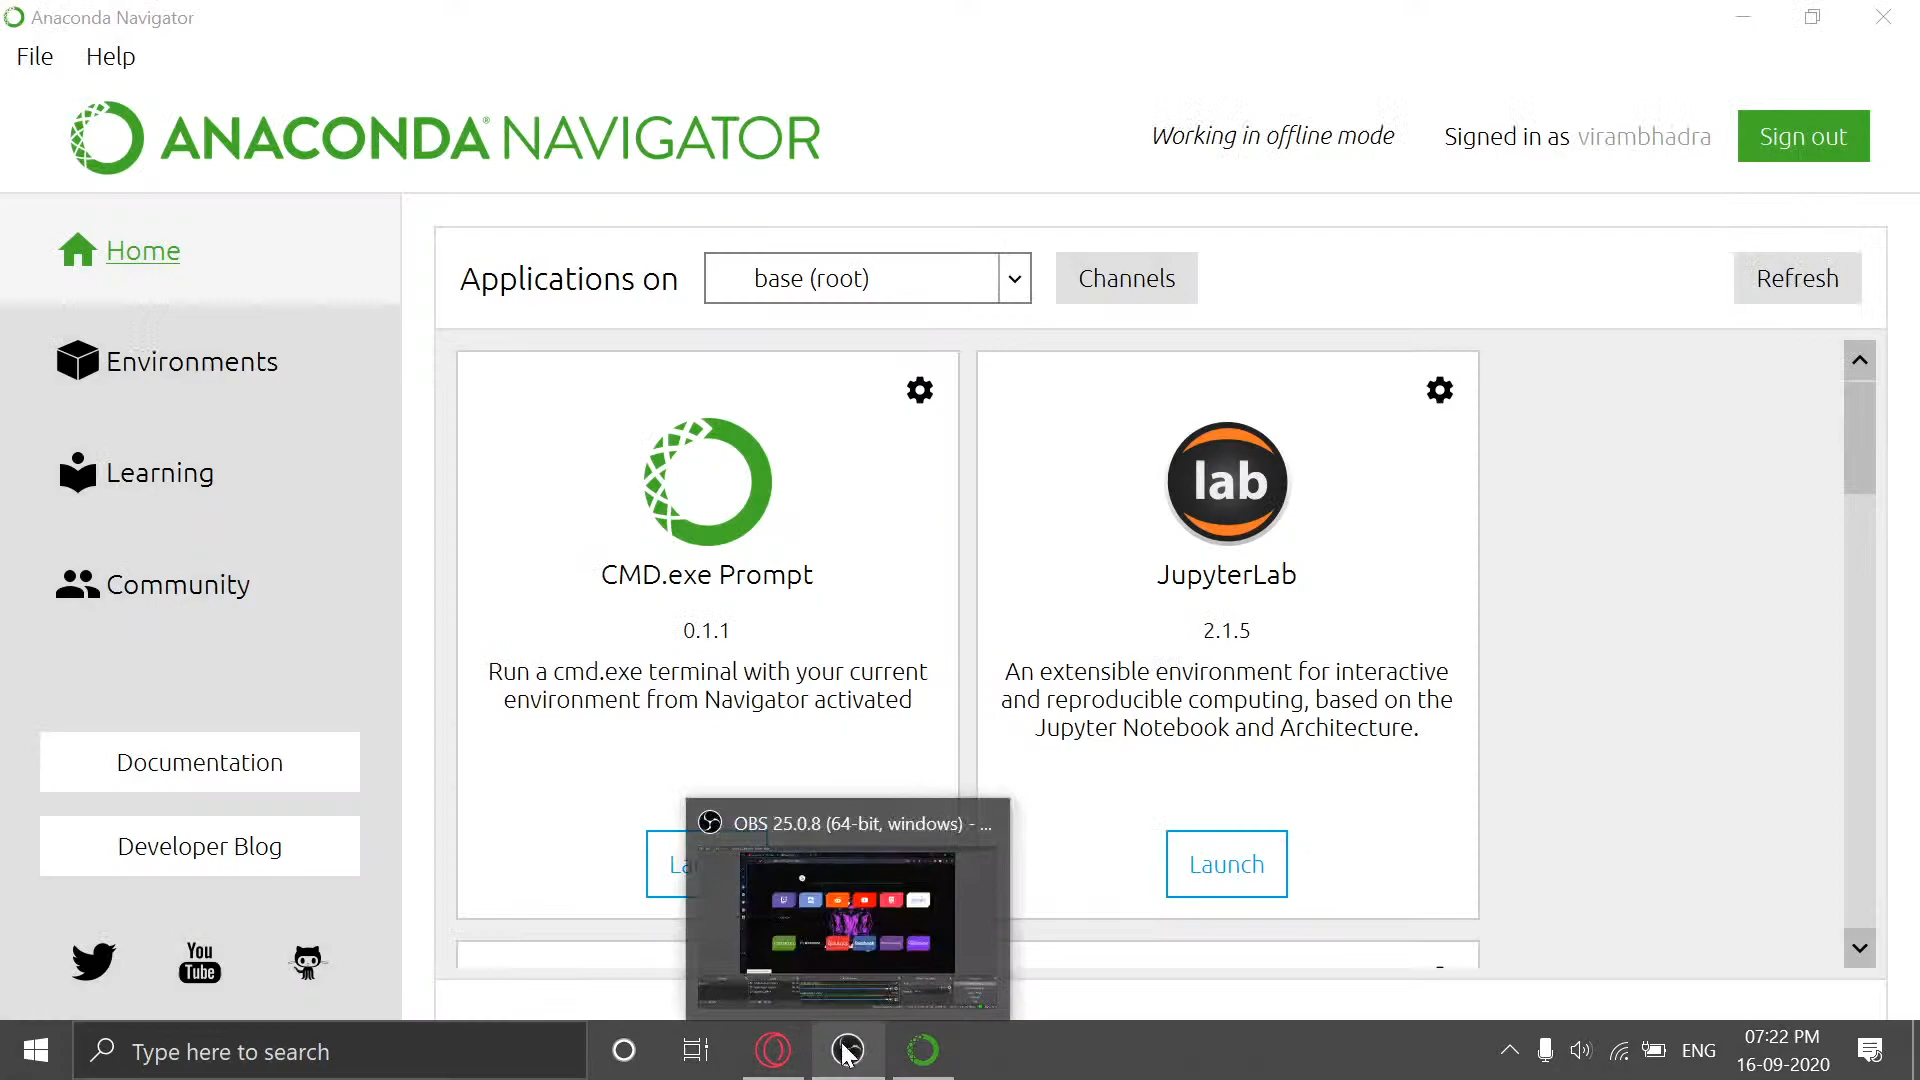 Anaconda Navigator
File Help
ANACONDA NAVIGATOR
Working in offline mode
Signed in as virambhadra
Sign out
Home
Environments
Learning
Community
Documentation
Developer Blog
You
Tube
Applications on
base (root)
Channels
Refresh
CMD.exe Prompt
0.1.1
Run a cmd.exe terminal with your current
environment from Navigator activated
lab
JupyterLab
2.1.5
An extensible environment for interactive
and reproducible computing, based on the
Jupyter Notebook and Architecture.
Launch
OBS 25.0.8 (64-bit, windows) - ...
Type here to search
ENG
07:22 PM
16-09-2020